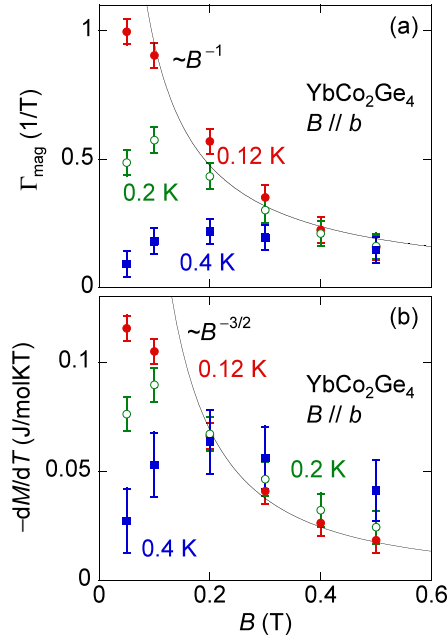 1
(a)
~B⁻¹
YbCo₂Ge₄
B // b
Γmag (1/T)
0.5
0.12 K
0.2 K
0.4 K
0
(b)
~B⁻³/²
0.12 K
YbCo₂Ge₄
B // b
0.1
−dM/dT (J/molKT)
0.05
0.2 K
0.4 K
0
0
0.2
0.4
0.6
B (T)